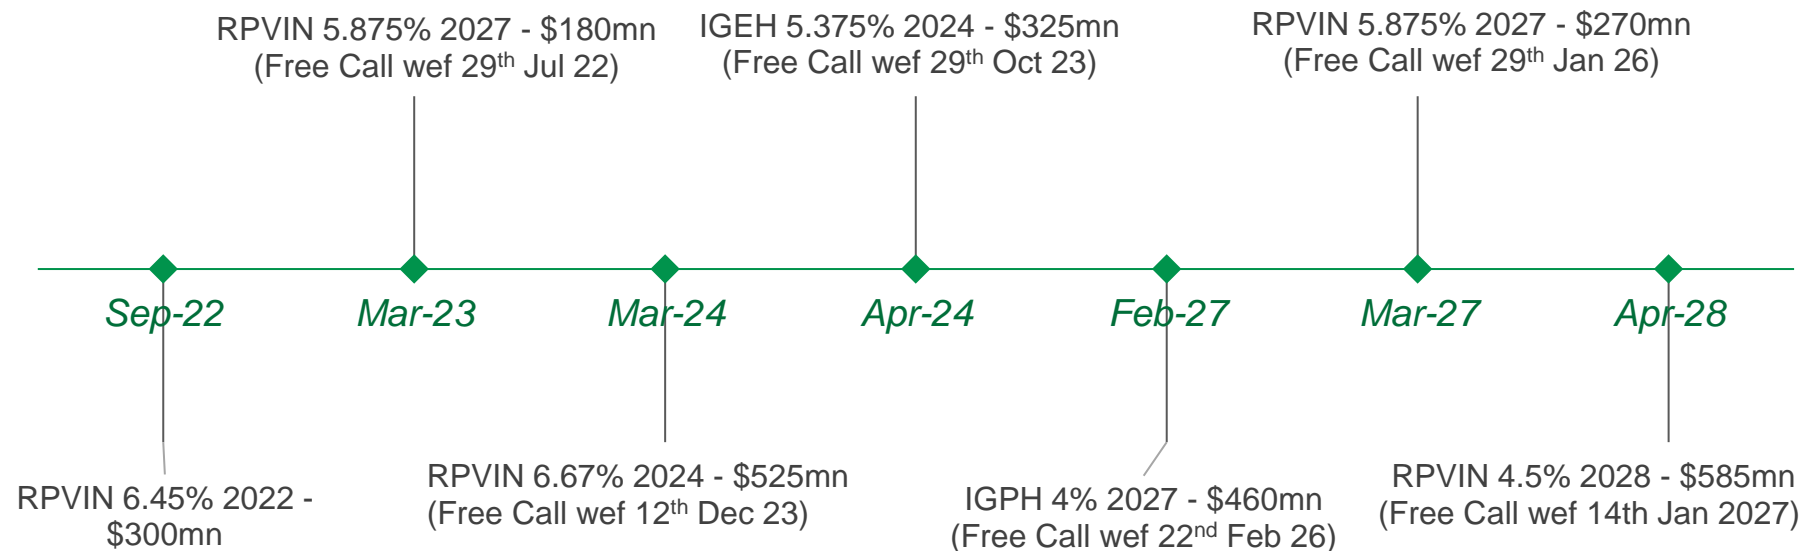 RPVIN 5.875% 2027 - $180mn
(Free Call wef 29th Jul 22)
IGEH 5.375% 2024 - $325mn
(Free Call wef 29th Oct 23)
RPVIN 5.875% 2027 - $270mn
(Free Call wef 29th Jan 26)
Sep-22
Mar-23
Mar-24
Apr-24
Feb-27
Mar-27
Apr-28
RPVIN 6.45% 2022 -
$300mn
RPVIN 6.67% 2024 - $525mn
(Free Call wef 12th Dec 23)
IGPH 4% 2027 - $460mn
(Free Call wef 22nd Feb 26)
RPVIN 4.5% 2028 - $585mn
(Free Call wef 14th Jan 2027)